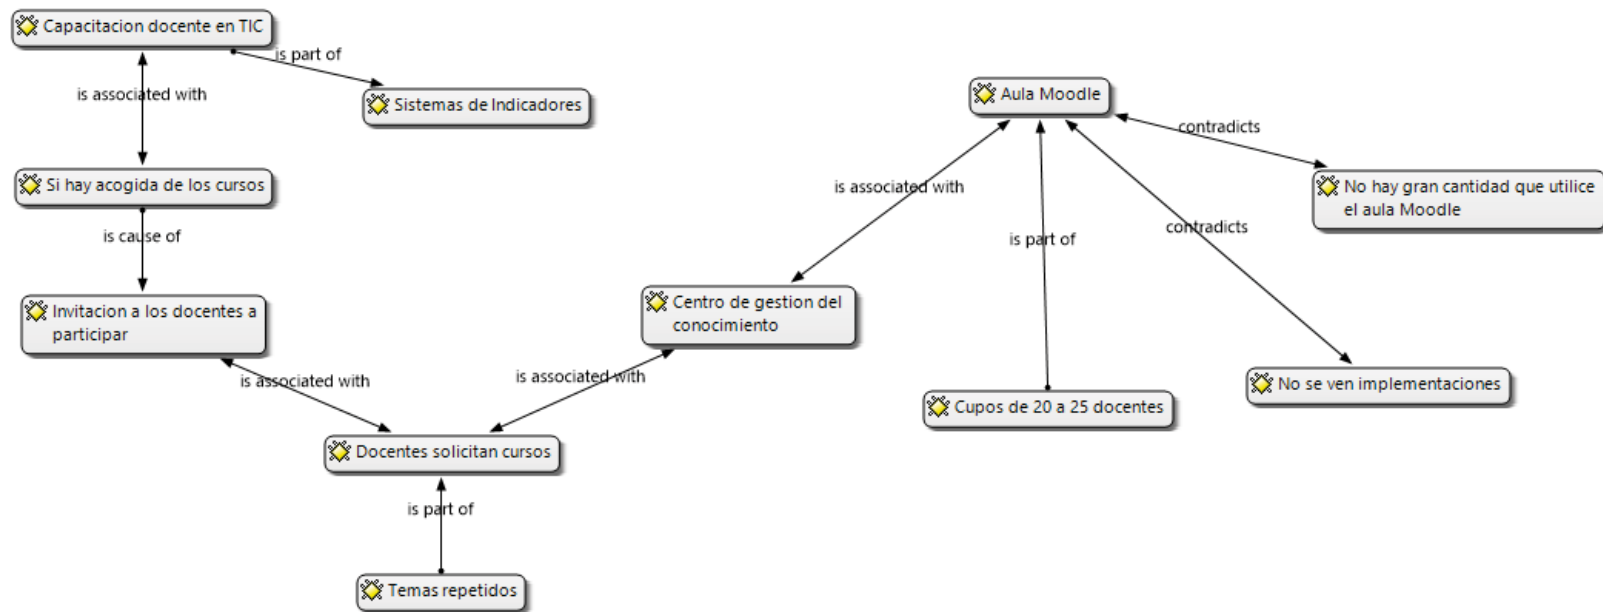 Capacitacion docente en TIC
is part of
Sistemas de Indicadores
is associated with
Si hay acogida de los cursos
is cause of
Invitacion a los docentes a
participar
is associated with
is associated with
Docentes solicitan cursos
is part of
Temas repetidos
Centro de gestion del
conocimiento
is associated with
Aula Moodle
contradicts
No hay gran cantidad que utilice
el aula Moodle
contradicts
No se ven implementaciones
is part of
Cupos de 20 a 25 docentes